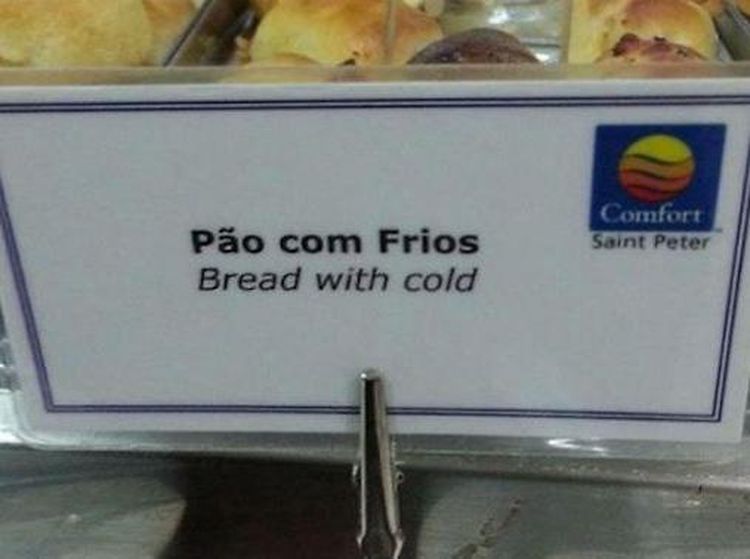 Pão com Frios
Bread with cold
Comfort
Saint Peter